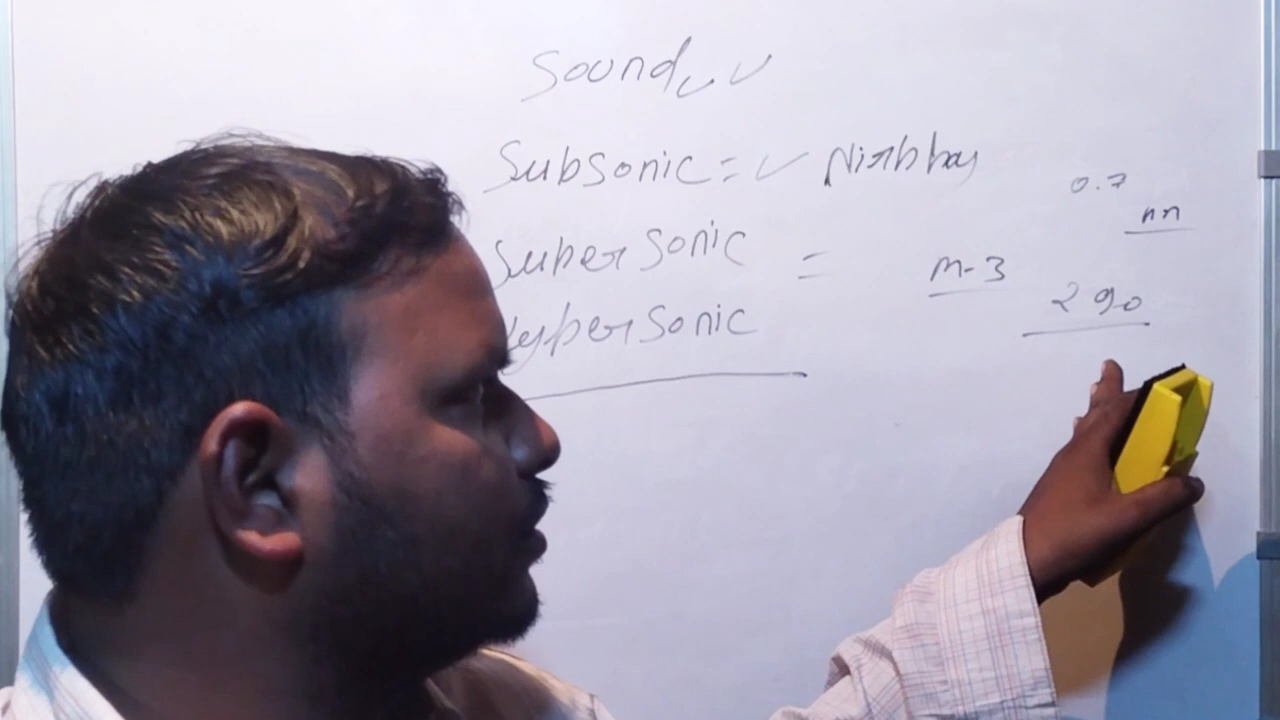 Sound
Subsonic = Nirbhay
0.7
Supersonic = M-3
290
Hypersonic